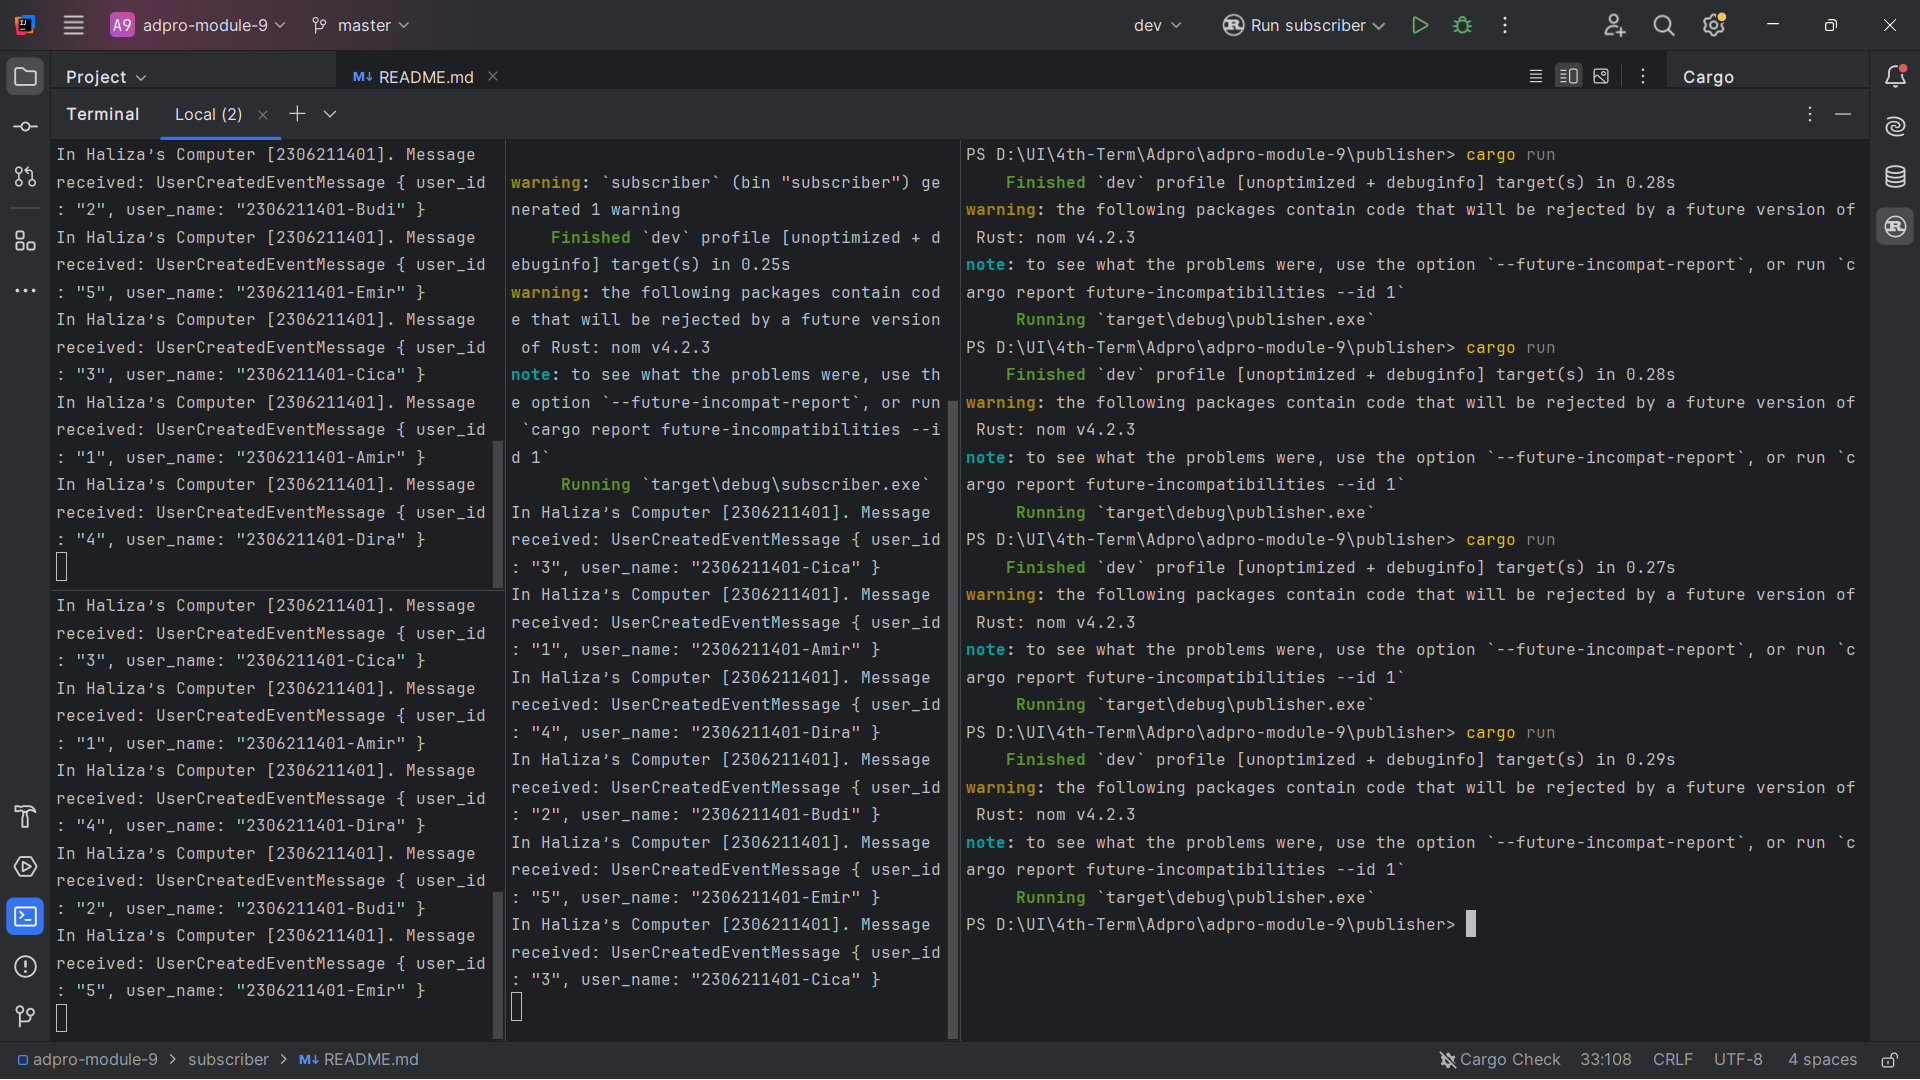 A9 adpro-module-9 master dev Run subscriber
Project README.md Cargo
Terminal Local (2)
In Haliza's Computer [2306211401]. Message
received: UserCreatedEventMessage { user_id
: "2", user_name: "2306211401-Budi" }
In Haliza's Computer [2306211401]. Message
received: UserCreatedEventMessage { user_id
: "5", user_name: "2306211401-Emir" }
In Haliza's Computer [2306211401]. Message
received: UserCreatedEventMessage { user_id
: "3", user_name: "2306211401-Cica" }
In Haliza's Computer [2306211401]. Message
received: UserCreatedEventMessage { user_id
: "1", user_name: "2306211401-Amir" }
In Haliza's Computer [2306211401]. Message
received: UserCreatedEventMessage { user_id
: "4", user_name: "2306211401-Dira" }
In Haliza's Computer [2306211401]. Message
received: UserCreatedEventMessage { user_id
: "3", user_name: "2306211401-Cica" }
In Haliza's Computer [2306211401]. Message
received: UserCreatedEventMessage { user_id
: "1", user_name: "2306211401-Amir" }
In Haliza's Computer [2306211401]. Message
received: UserCreatedEventMessage { user_id
: "4", user_name: "2306211401-Dira" }
In Haliza's Computer [2306211401]. Message
received: UserCreatedEventMessage { user_id
: "2", user_name: "2306211401-Budi" }
In Haliza's Computer [2306211401]. Message
received: UserCreatedEventMessage { user_id
: "5", user_name: "2306211401-Emir" }
warning: `subscriber` (bin "subscriber") ge
nerated 1 warning
Finished `dev` profile [unoptimized + d
ebuginfo] target(s) in 0.25s
warning: the following packages contain cod
e that will be rejected by a future version
of Rust: nom v4.2.3
note: to see what the problems were, use th
e option `--future-incompat-report`, or run
`cargo report future-incompatibilities --i
d 1`
Running `target\debug\subscriber.exe`
In Haliza's Computer [2306211401]. Message
received: UserCreatedEventMessage { user_id
: "3", user_name: "2306211401-Cica" }
In Haliza's Computer [2306211401]. Message
received: UserCreatedEventMessage { user_id
: "1", user_name: "2306211401-Amir" }
In Haliza's Computer [2306211401]. Message
received: UserCreatedEventMessage { user_id
: "4", user_name: "2306211401-Dira" }
In Haliza's Computer [2306211401]. Message
received: UserCreatedEventMessage { user_id
: "2", user_name: "2306211401-Budi" }
In Haliza's Computer [2306211401]. Message
received: UserCreatedEventMessage { user_id
: "5", user_name: "2306211401-Emir" }
In Haliza's Computer [2306211401]. Message
received: UserCreatedEventMessage { user_id
: "3", user_name: "2306211401-Cica" }
PS D:\UI\4th-Term\Adpro\adpro-module-9\publisher> cargo run
Finished `dev` profile [unoptimized + debuginfo] target(s) in 0.28s
warning: the following packages contain code that will be rejected by a future version of
Rust: nom v4.2.3
note: to see what the problems were, use the option `--future-incompat-report`, or run `c
argo report future-incompatibilities --id 1`
Running `target\debug\publisher.exe`
PS D:\UI\4th-Term\Adpro\adpro-module-9\publisher> cargo run
Finished `dev` profile [unoptimized + debuginfo] target(s) in 0.28s
warning: the following packages contain code that will be rejected by a future version of
Rust: nom v4.2.3
note: to see what the problems were, use the option `--future-incompat-report`, or run `c
argo report future-incompatibilities --id 1`
Running `target\debug\publisher.exe`
PS D:\UI\4th-Term\Adpro\adpro-module-9\publisher> cargo run
Finished `dev` profile [unoptimized + debuginfo] target(s) in 0.27s
warning: the following packages contain code that will be rejected by a future version of
Rust: nom v4.2.3
note: to see what the problems were, use the option `--future-incompat-report`, or run `c
argo report future-incompatibilities --id 1`
Running `target\debug\publisher.exe`
PS D:\UI\4th-Term\Adpro\adpro-module-9\publisher> cargo run
Finished `dev` profile [unoptimized + debuginfo] target(s) in 0.29s
warning: the following packages contain code that will be rejected by a future version of
Rust: nom v4.2.3
note: to see what the problems were, use the option `--future-incompat-report`, or run `c
argo report future-incompatibilities --id 1`
Running `target\debug\publisher.exe`
PS D:\UI\4th-Term\Adpro\adpro-module-9\publisher>
adpro-module-9 > subscriber > M↓ README.md Cargo Check 33:108 CRLF UTF-8 4 spaces